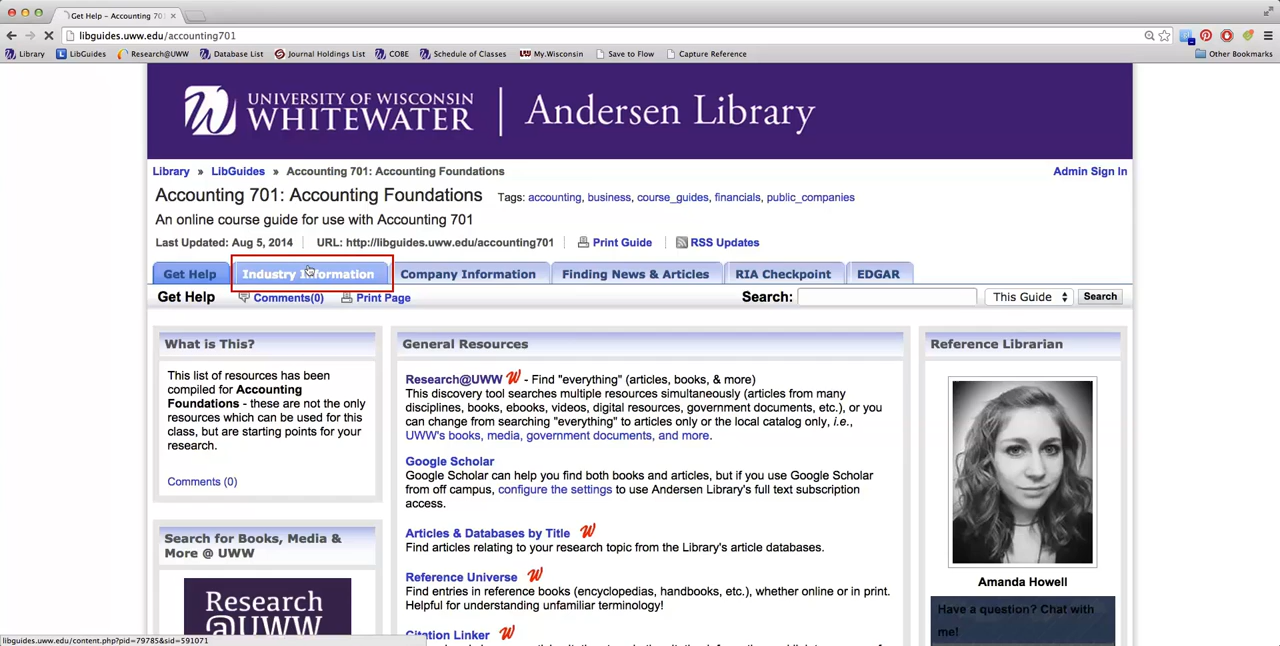 Get Help - Accounting 70
libguides.uww.edu/accounting701
Library LibGuides Research@UWW Database List Journal Holdings List COBE Schedule of Classes My.Wisconsin Save to Flow Capture Reference Other Bookmarks
UNIVERSITY OF WISCONSIN
WHITEWATER
Andersen Library
Library » LibGuides » Accounting 701: Accounting Foundations Admin Sign In
Accounting 701: Accounting Foundations Tags: accounting, business, course_guides, financials, public_companies
An online course guide for use with Accounting 701
Last Updated: Aug 5, 2014 URL: http://libguides.uww.edu/accounting701 Print Guide RSS Updates
Get Help Industry Information Company Information Finding News & Articles RIA Checkpoint EDGAR
Get Help Comments(0) Print Page Search: This Guide Search
What is This?
This list of resources has been
compiled for Accounting
Foundations - these are not the only
resources which can be used for this
class, but are starting points for your
research.
Comments (0)
Search for Books, Media &
More @ UWW
Research
@UWW
General Resources
Research@UWW W - Find "everything" (articles, books, & more)
This discovery tool searches multiple resources simultaneously (articles from many
disciplines, books, ebooks, videos, digital resources, government documents, etc.), or you
can change from searching "everything" to articles only or the local catalog only, i.e.,
UWW's books, media, government documents, and more.
Google Scholar
Google Scholar can help you find both books and articles, but if you use Google Scholar
from off campus, configure the settings to use Andersen Library's full text subscription
access.
Articles & Databases by Title W
Find articles relating to your research topic from the Library's article databases.
Reference Universe W
Find entries in reference books (encyclopedias, handbooks, etc.), whether online or in print.
Helpful for understanding unfamiliar terminology!
Citation Linker W
Reference Librarian
Amanda Howell
Have a question? Chat with
me!
libguides.uww.edu/content.php?pid=79785&sid=591071